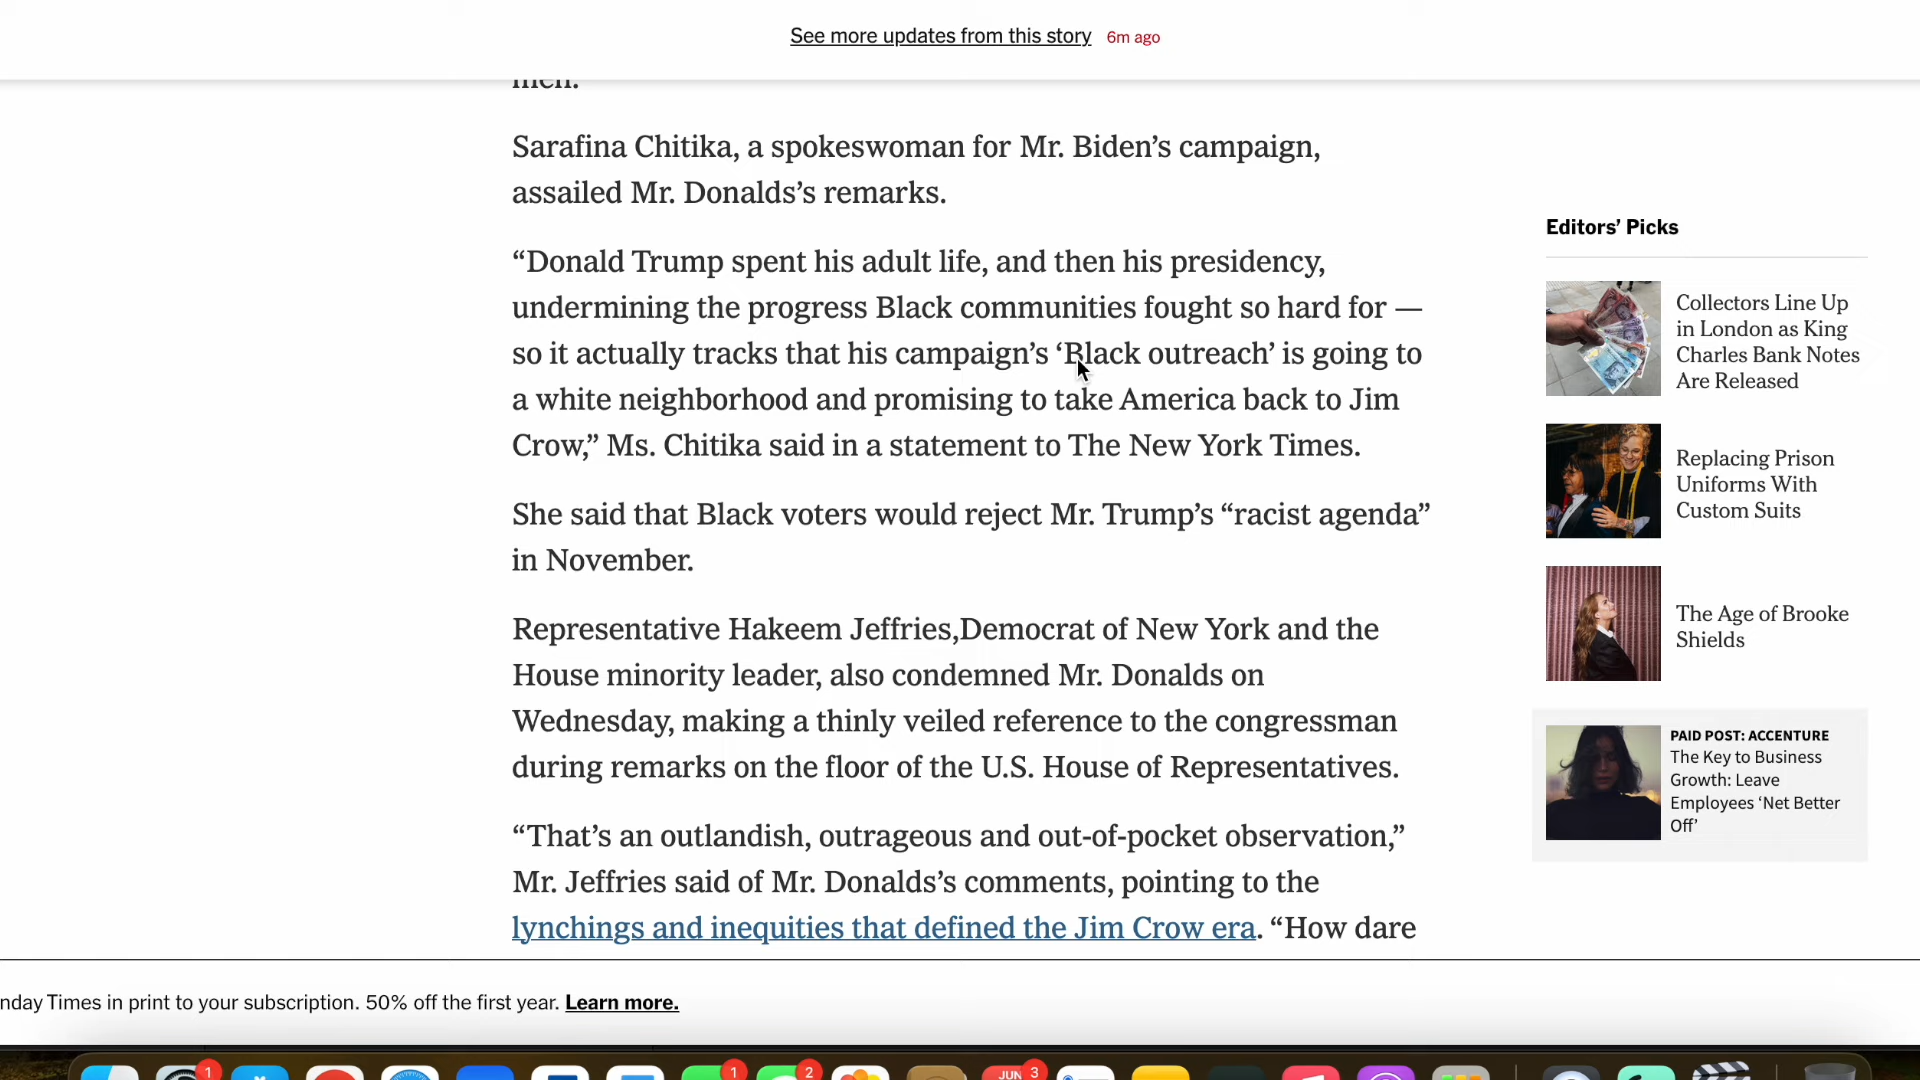 See more updates from this story 6m ago
men.
Sarafina Chitika, a spokeswoman for Mr. Biden’s campaign,
assailed Mr. Donalds’s remarks.
“Donald Trump spent his adult life, and then his presidency,
undermining the progress Black communities fought so hard for —
so it actually tracks that his campaign’s ‘Black outreach’ is going to
a white neighborhood and promising to take America back to Jim
Crow,” Ms. Chitika said in a statement to The New York Times.
She said that Black voters would reject Mr. Trump’s “racist agenda”
in November.
Representative Hakeem Jeffries,Democrat of New York and the
House minority leader, also condemned Mr. Donalds on
Wednesday, making a thinly veiled reference to the congressman
during remarks on the floor of the U.S. House of Representatives.
“That’s an outlandish, outrageous and out-of-pocket observation,”
Mr. Jeffries said of Mr. Donalds’s comments, pointing to the
lynchings and inequities that defined the Jim Crow era. “How dare
Editors’ Picks
Collectors Line Up
in London as King
Charles Bank Notes
Are Released
Replacing Prison
Uniforms With
Custom Suits
The Age of Brooke
Shields
PAID POST: ACCENTURE
The Key to Business
Growth: Leave
Employees ‘Net Better
Off’
nday Times in print to your subscription. 50% off the first year. Learn more.
1
1
2
JUN
3